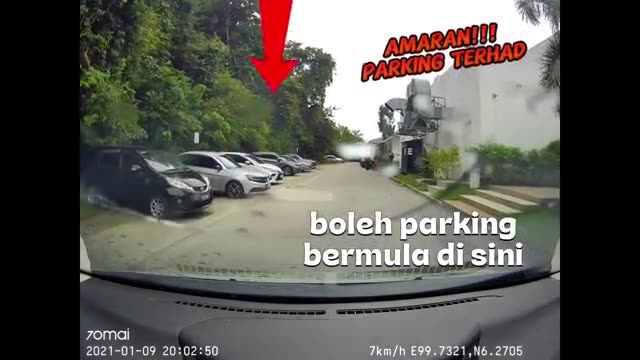 AMARAN!!!
PARKING TERHAD
boleh parking
bermula di sini
70mai
2021-01-09 20:02:50
7km/h E99.7321,N6.2705